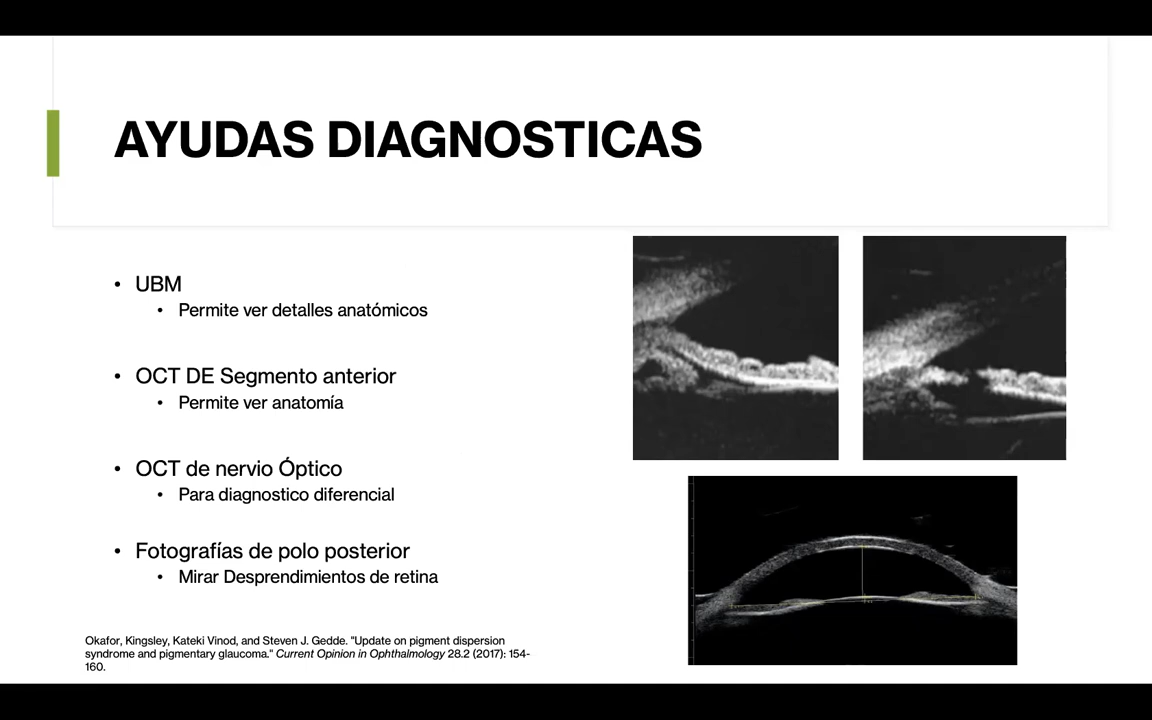 AYUDAS DIAGNOSTICAS
• UBM
• Permite ver detalles anatómicos
• OCT DE Segmento anterior
• Permite ver anatomía
• OCT de nervio Óptico
• Para diagnostico diferencial
• Fotografías de polo posterior
• Mirar Desprendimientos de retina
Okafor, Kingsley, Kateki Vinod, and Steven J. Gedde. "Update on pigment dispersion
syndrome and pigmentary glaucoma." Current Opinion in Ophthalmology 28.2 (2017): 154-
160.